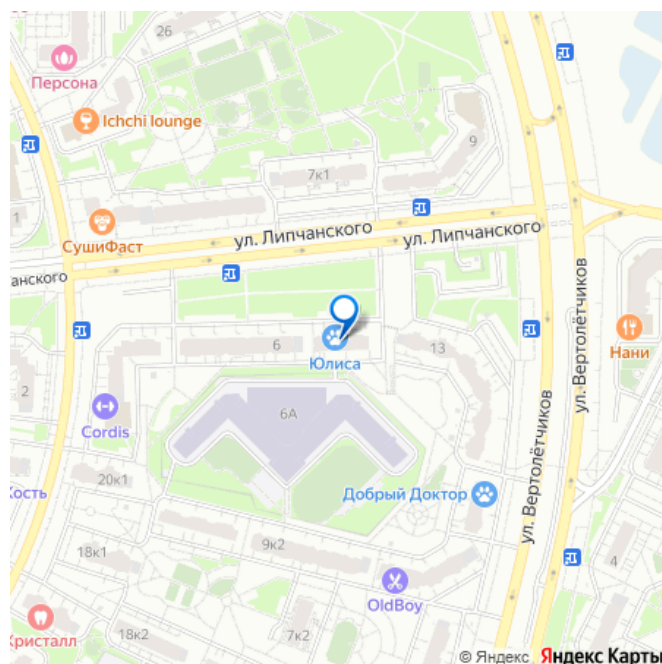 26
Персона
Ichchi lounge
9
7к1
1
СушиФаст
ул. Липчанского
ул. Липчанского
анского
6
Юлиса
13
Нани
2
6А
Cordis
ул. Вертолётчиков
ул. Вертолётчиков
20к1
Кость
Добрый Доктор
9к2
18к1
4
OldBoy
Кристалл
18к2
7к2
© Яндекс Яндекс Карты